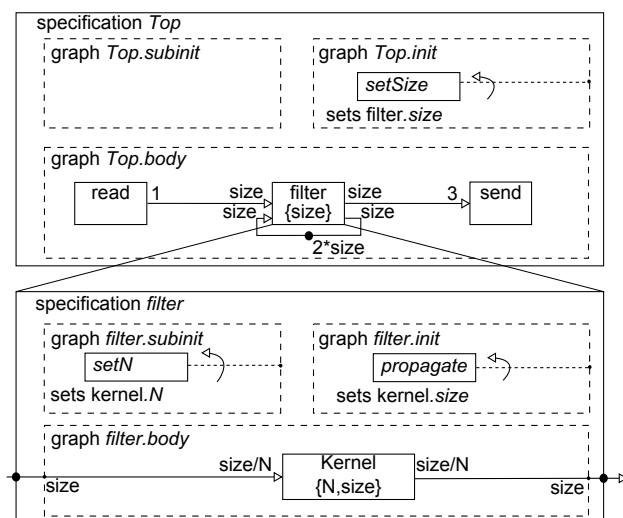 specification Top
graph Top.subinit
graph Top.init
setSize
sets filter.size
graph Top.body
read 1 size filter size 3 send
size {size} size
2*size
specification filter
graph filter.subinit
graph filter.init
setN
propagate
sets kernel.N
sets kernel.size
graph filter.body
size/N Kernel size/N
size {N,size} size